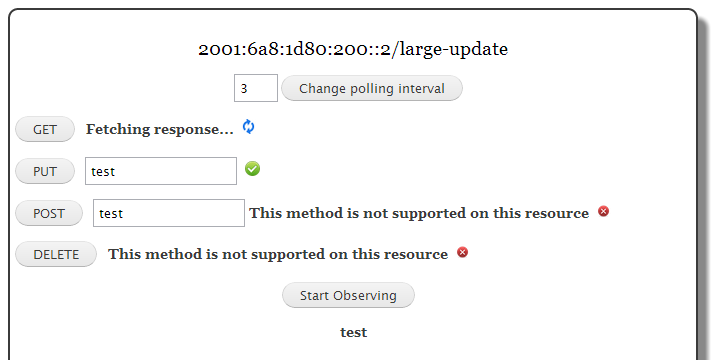 2001:6a8:1d80:200::2/large-update
3 Change polling interval
GET Fetching response...
PUT test
POST test This method is not supported on this resource
DELETE This method is not supported on this resource
Start Observing
test